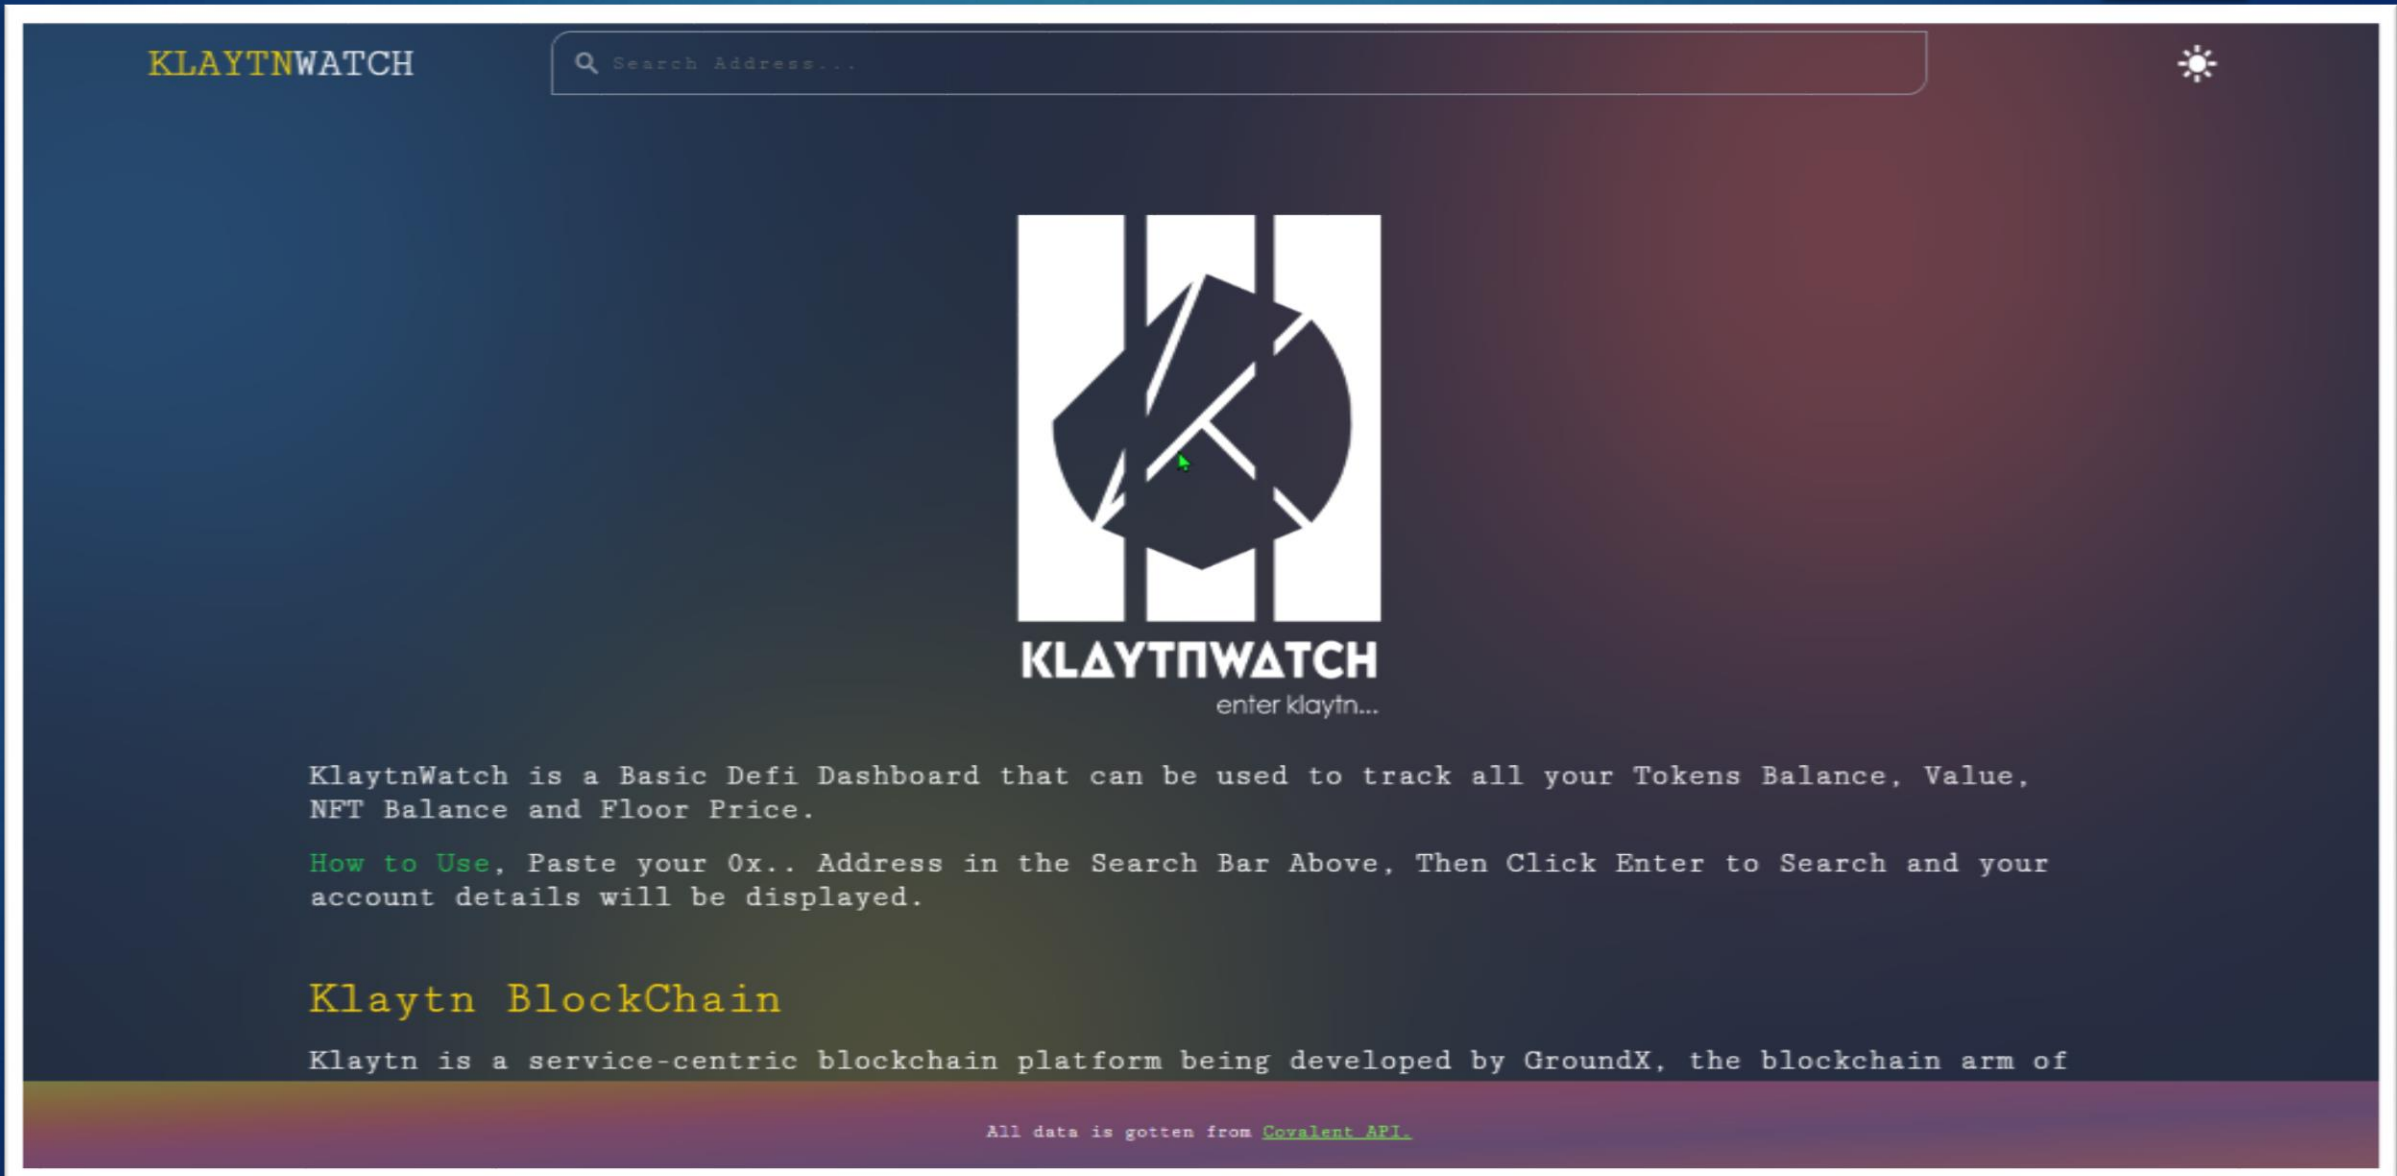 KLAYTNWATCH
Search Address...
KLAYTNWATCH
enter klaytn...
KlaytnWatch is a Basic Defi Dashboard that can be used to track all your Tokens Balance, Value,
NFT Balance and Floor Price.
How to Use, Paste your 0x.. Address in the Search Bar Above, Then Click Enter to Search and your
account details will be displayed.
Klaytn BlockChain
Klaytn is a service-centric blockchain platform being developed by GroundX, the blockchain arm of
All data is gotten from Covalent API.